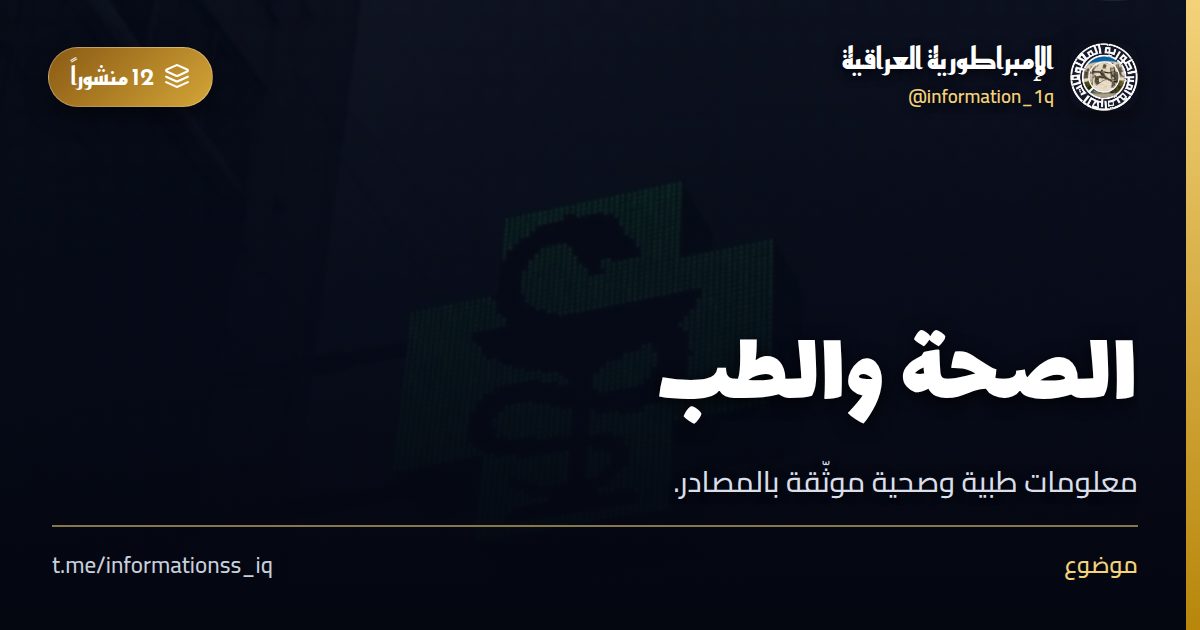 الإمبراطورية العراقية
@information_1q
12 منشوراً
الصحة والطب
معلومات طبية وصحية موثّقة بالمصادر.
موضوع
t.me/informationss_iq